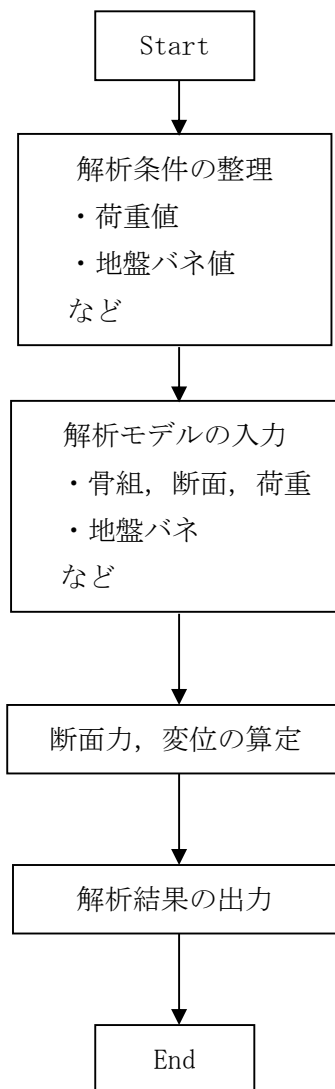 Start
解析条件の整理
・荷重値
・地盤バネ値
など
解析モデルの入力
・骨組，断面，荷重
・地盤バネ
など
断面力，変位の算定
解析結果の出力
End